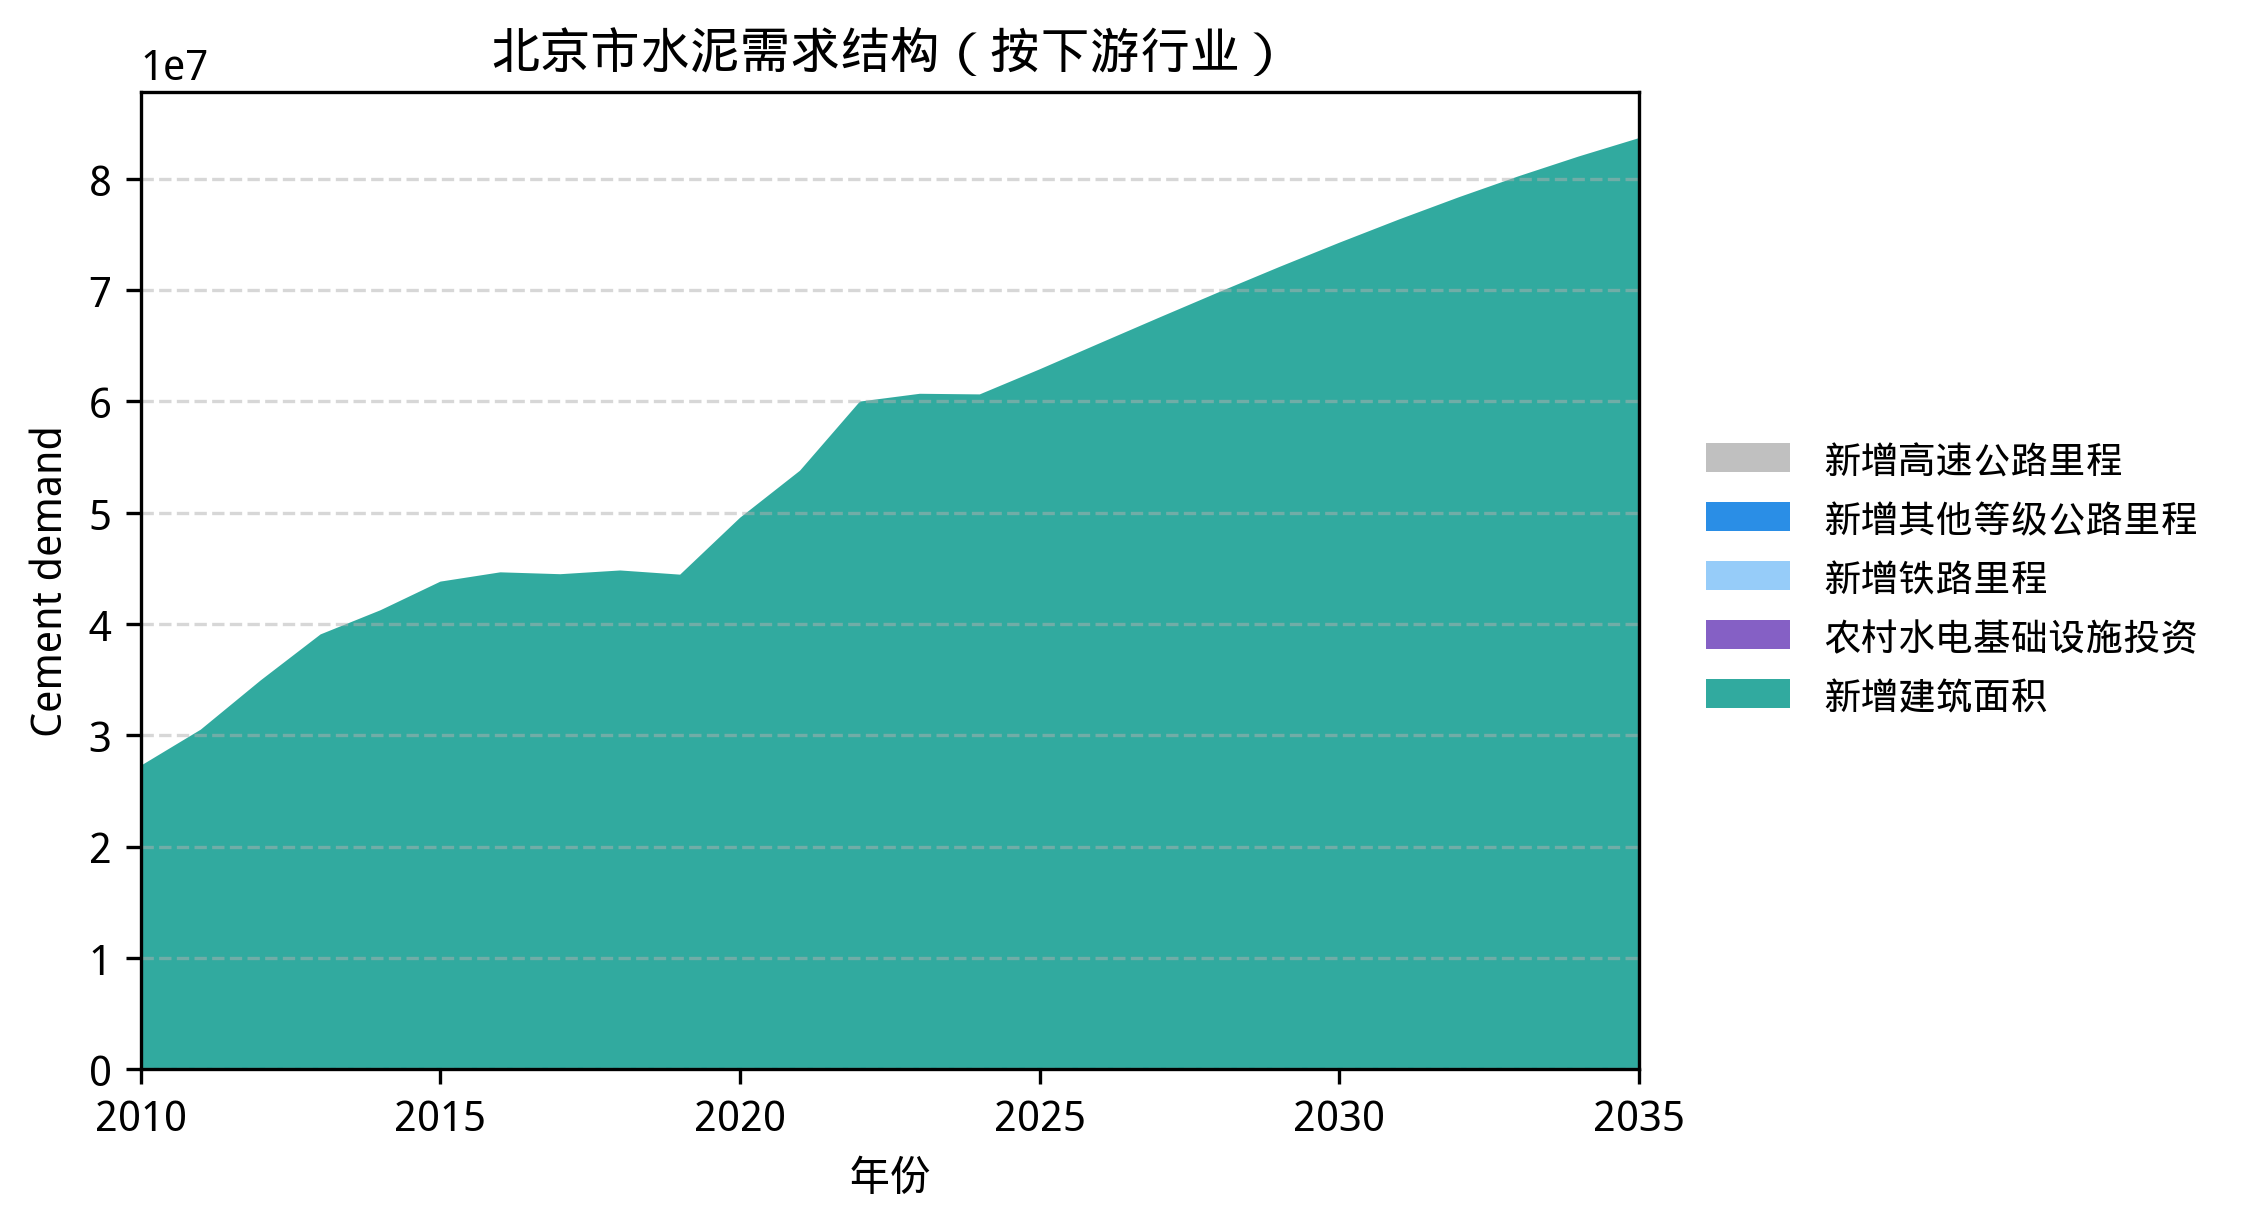 北京市水泥需求结构（按下游行业）
1e7
8
7
6
5
4
3
2
1
0
Cement demand
2010 2015 2020 2025 2030 2035
年份
新增高速公路里程
新增其他等级公路里程
新增铁路里程
农村水电基础设施投资
新增建筑面积